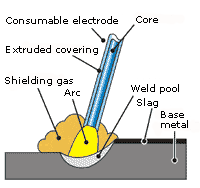 Consumable electrode
Core
Extruded covering
Shielding gas
Arc
Weld pool
Slag
Base
metal